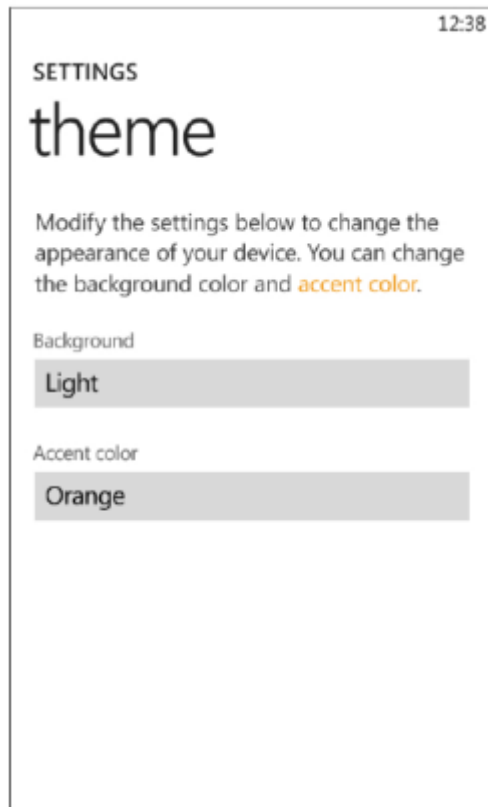 12:38
SETTINGS
theme
Modify the settings below to change the
appearance of your device. You can change
the background color and accent color.
Background
Light
Accent color
Orange